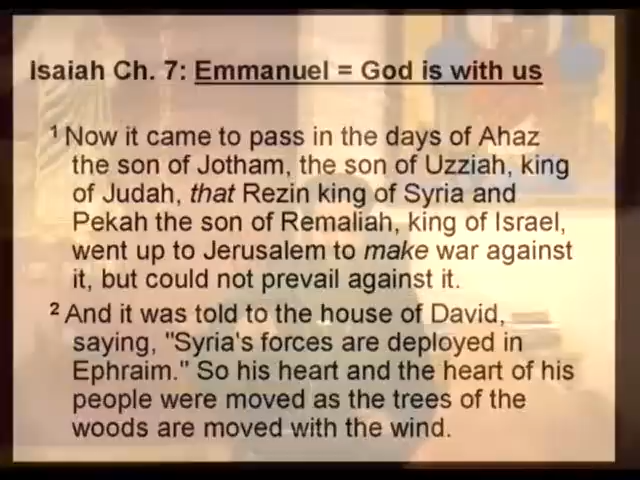 Isaiah Ch. 7: Emmanuel = God is with us
1 Now it came to pass in the days of Ahaz
the son of Jotham, the son of Uzziah, king
of Judah, that Rezin king of Syria and
Pekah the son of Remaliah, king of Israel,
went up to Jerusalem to make war against
it, but could not prevail against it.
2 And it was told to the house of David,
saying, "Syria's forces are deployed in
Ephraim." So his heart and the heart of his
people were moved as the trees of the
woods are moved with the wind.